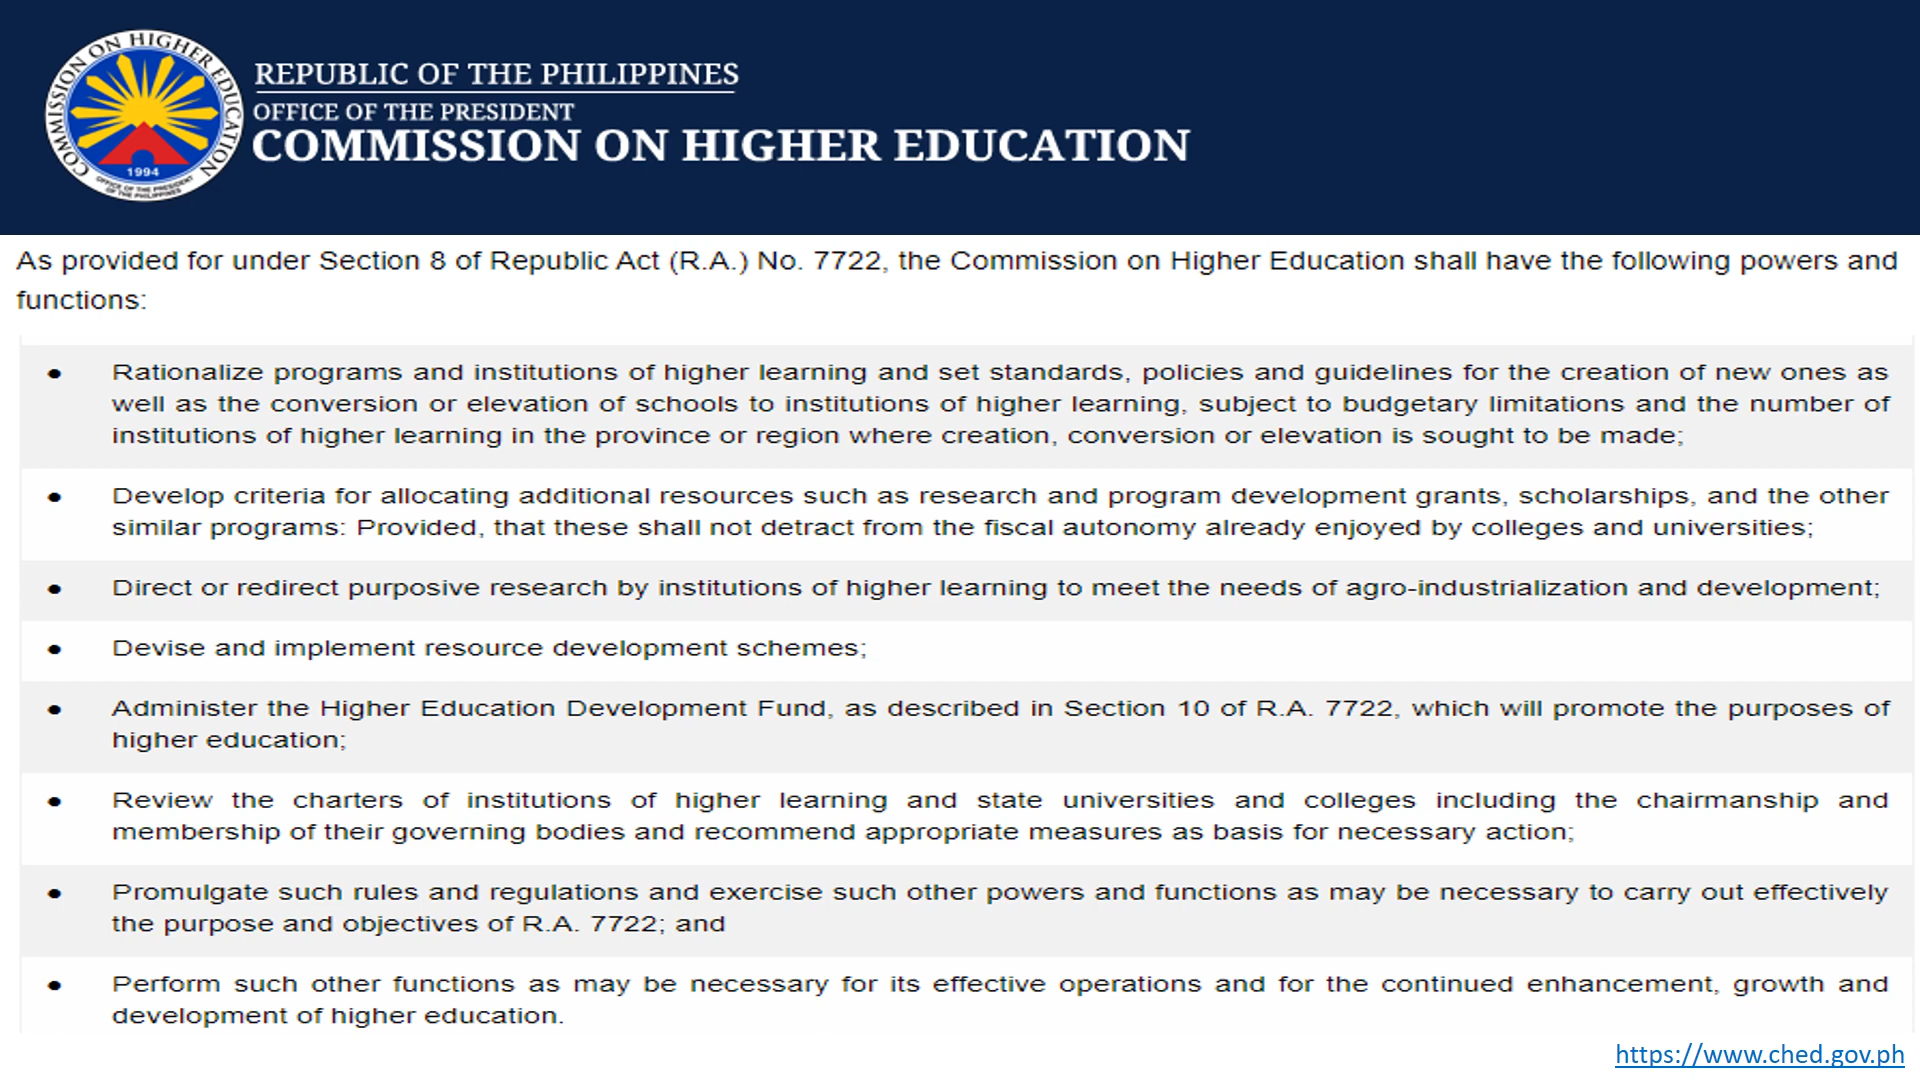 COMMISSION ON HIGHER EDUCATION
1994
OFFICE OF THE PRESIDENT
OF THE PHILIPPINES
REPUBLIC OF THE PHILIPPINES
OFFICE OF THE PRESIDENT
COMMISSION ON HIGHER EDUCATION
As provided for under Section 8 of Republic Act (R.A.) No. 7722, the Commission on Higher Education shall have the following powers and
functions:
● Rationalize programs and institutions of higher learning and set standards, policies and guidelines for the creation of new ones as
well as the conversion or elevation of schools to institutions of higher learning, subject to budgetary limitations and the number of
institutions of higher learning in the province or region where creation, conversion or elevation is sought to be made;
● Develop criteria for allocating additional resources such as research and program development grants, scholarships, and the other
similar programs: Provided, that these shall not detract from the fiscal autonomy already enjoyed by colleges and universities;
● Direct or redirect purposive research by institutions of higher learning to meet the needs of agro-industrialization and development;
● Devise and implement resource development schemes;
● Administer the Higher Education Development Fund, as described in Section 10 of R.A. 7722, which will promote the purposes of
higher education;
● Review the charters of institutions of higher learning and state universities and colleges including the chairmanship and
membership of their governing bodies and recommend appropriate measures as basis for necessary action;
● Promulgate such rules and regulations and exercise such other powers and functions as may be necessary to carry out effectively
the purpose and objectives of R.A. 7722; and
● Perform such other functions as may be necessary for its effective operations and for the continued enhancement, growth and
development of higher education.
https://www.ched.gov.ph